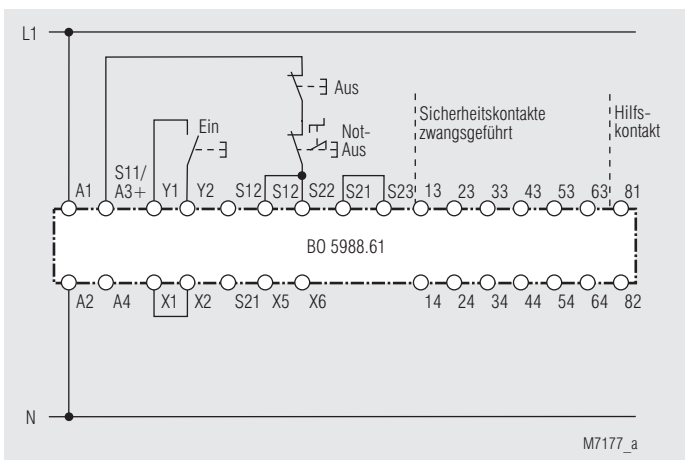 L1
Aus
Ein
Not-
Aus
Sicherheitskontakte
zwangsgeführt
Hilfs-
kontakt
A1 S11/ A3+ Y1 Y2 S12 S12 S22 S21 S23 13 23 33 43 53 63 81
BO 5988.61
A2 A4 X1 X2 S21 X5 X6 14 24 34 44 54 64 82
N
M7177_a